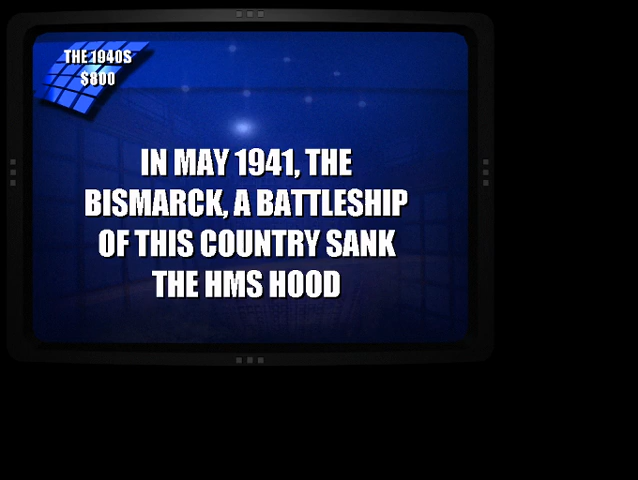 THE 1940S
$800
IN MAY 1941, THE
BISMARCK, A BATTLESHIP
OF THIS COUNTRY SANK
THE HMS HOOD